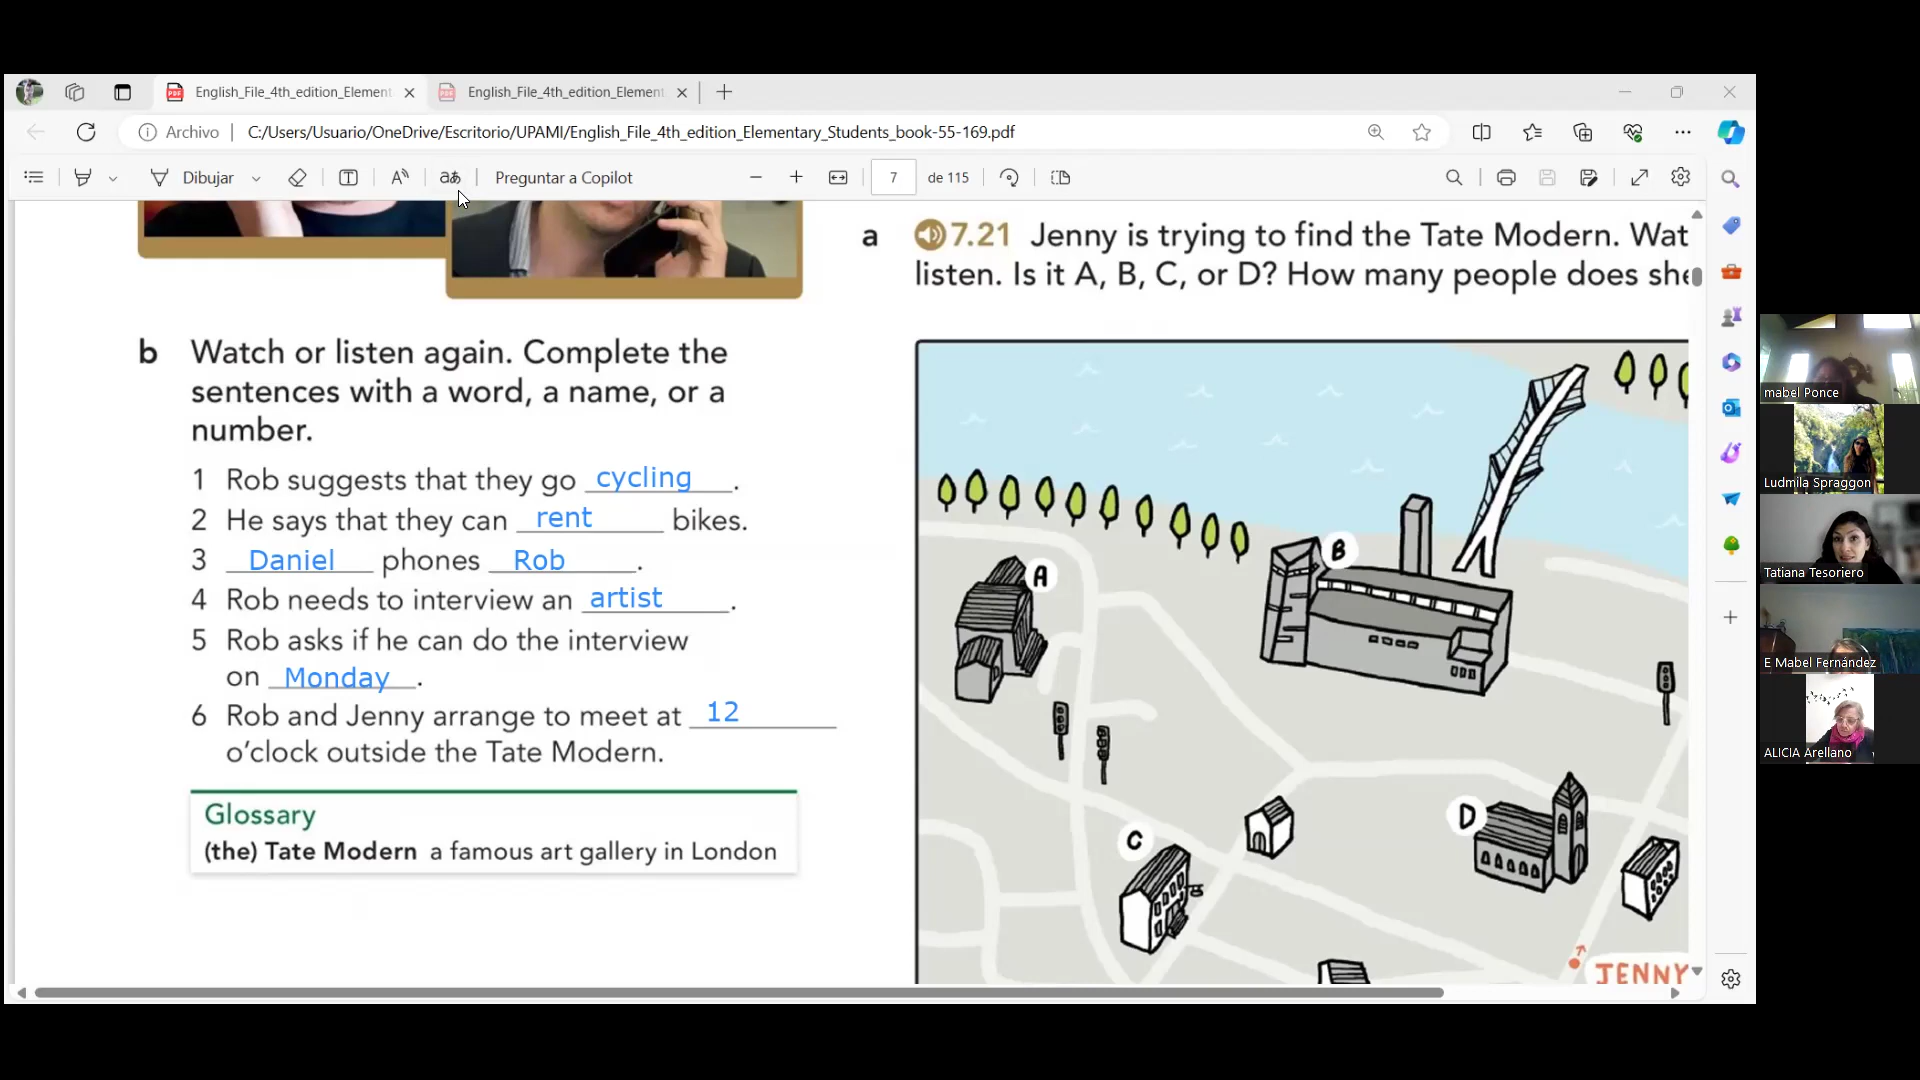 English_File_4th_edition_Element
English_File_4th_edition_Element
Archivo
C:/Users/Usuario/OneDrive/Escritorio/UPAMI/English_File_4th_edition_Elementary_Students_book-55-169.pdf
Dibujar
Preguntar a Copilot
7
de 115
b Watch or listen again. Complete the
sentences with a word, a name, or a
number.
1 Rob suggests that they go cycling.
2 He says that they can rent bikes.
3 Daniel phones Rob.
4 Rob needs to interview an artist.
5 Rob asks if he can do the interview
on Monday.
6 Rob and Jenny arrange to meet at 12
o'clock outside the Tate Modern.
Glossary
(the) Tate Modern a famous art gallery in London
a 7.21 Jenny is trying to find the Tate Modern. Wat
listen. Is it A, B, C, or D? How many people does she
A
B
C
D
JENNY
mabel Ponce
Ludmila Spraggon
Tatiana Tesoriero
E Mabel Fernández
ALICIA Arellano